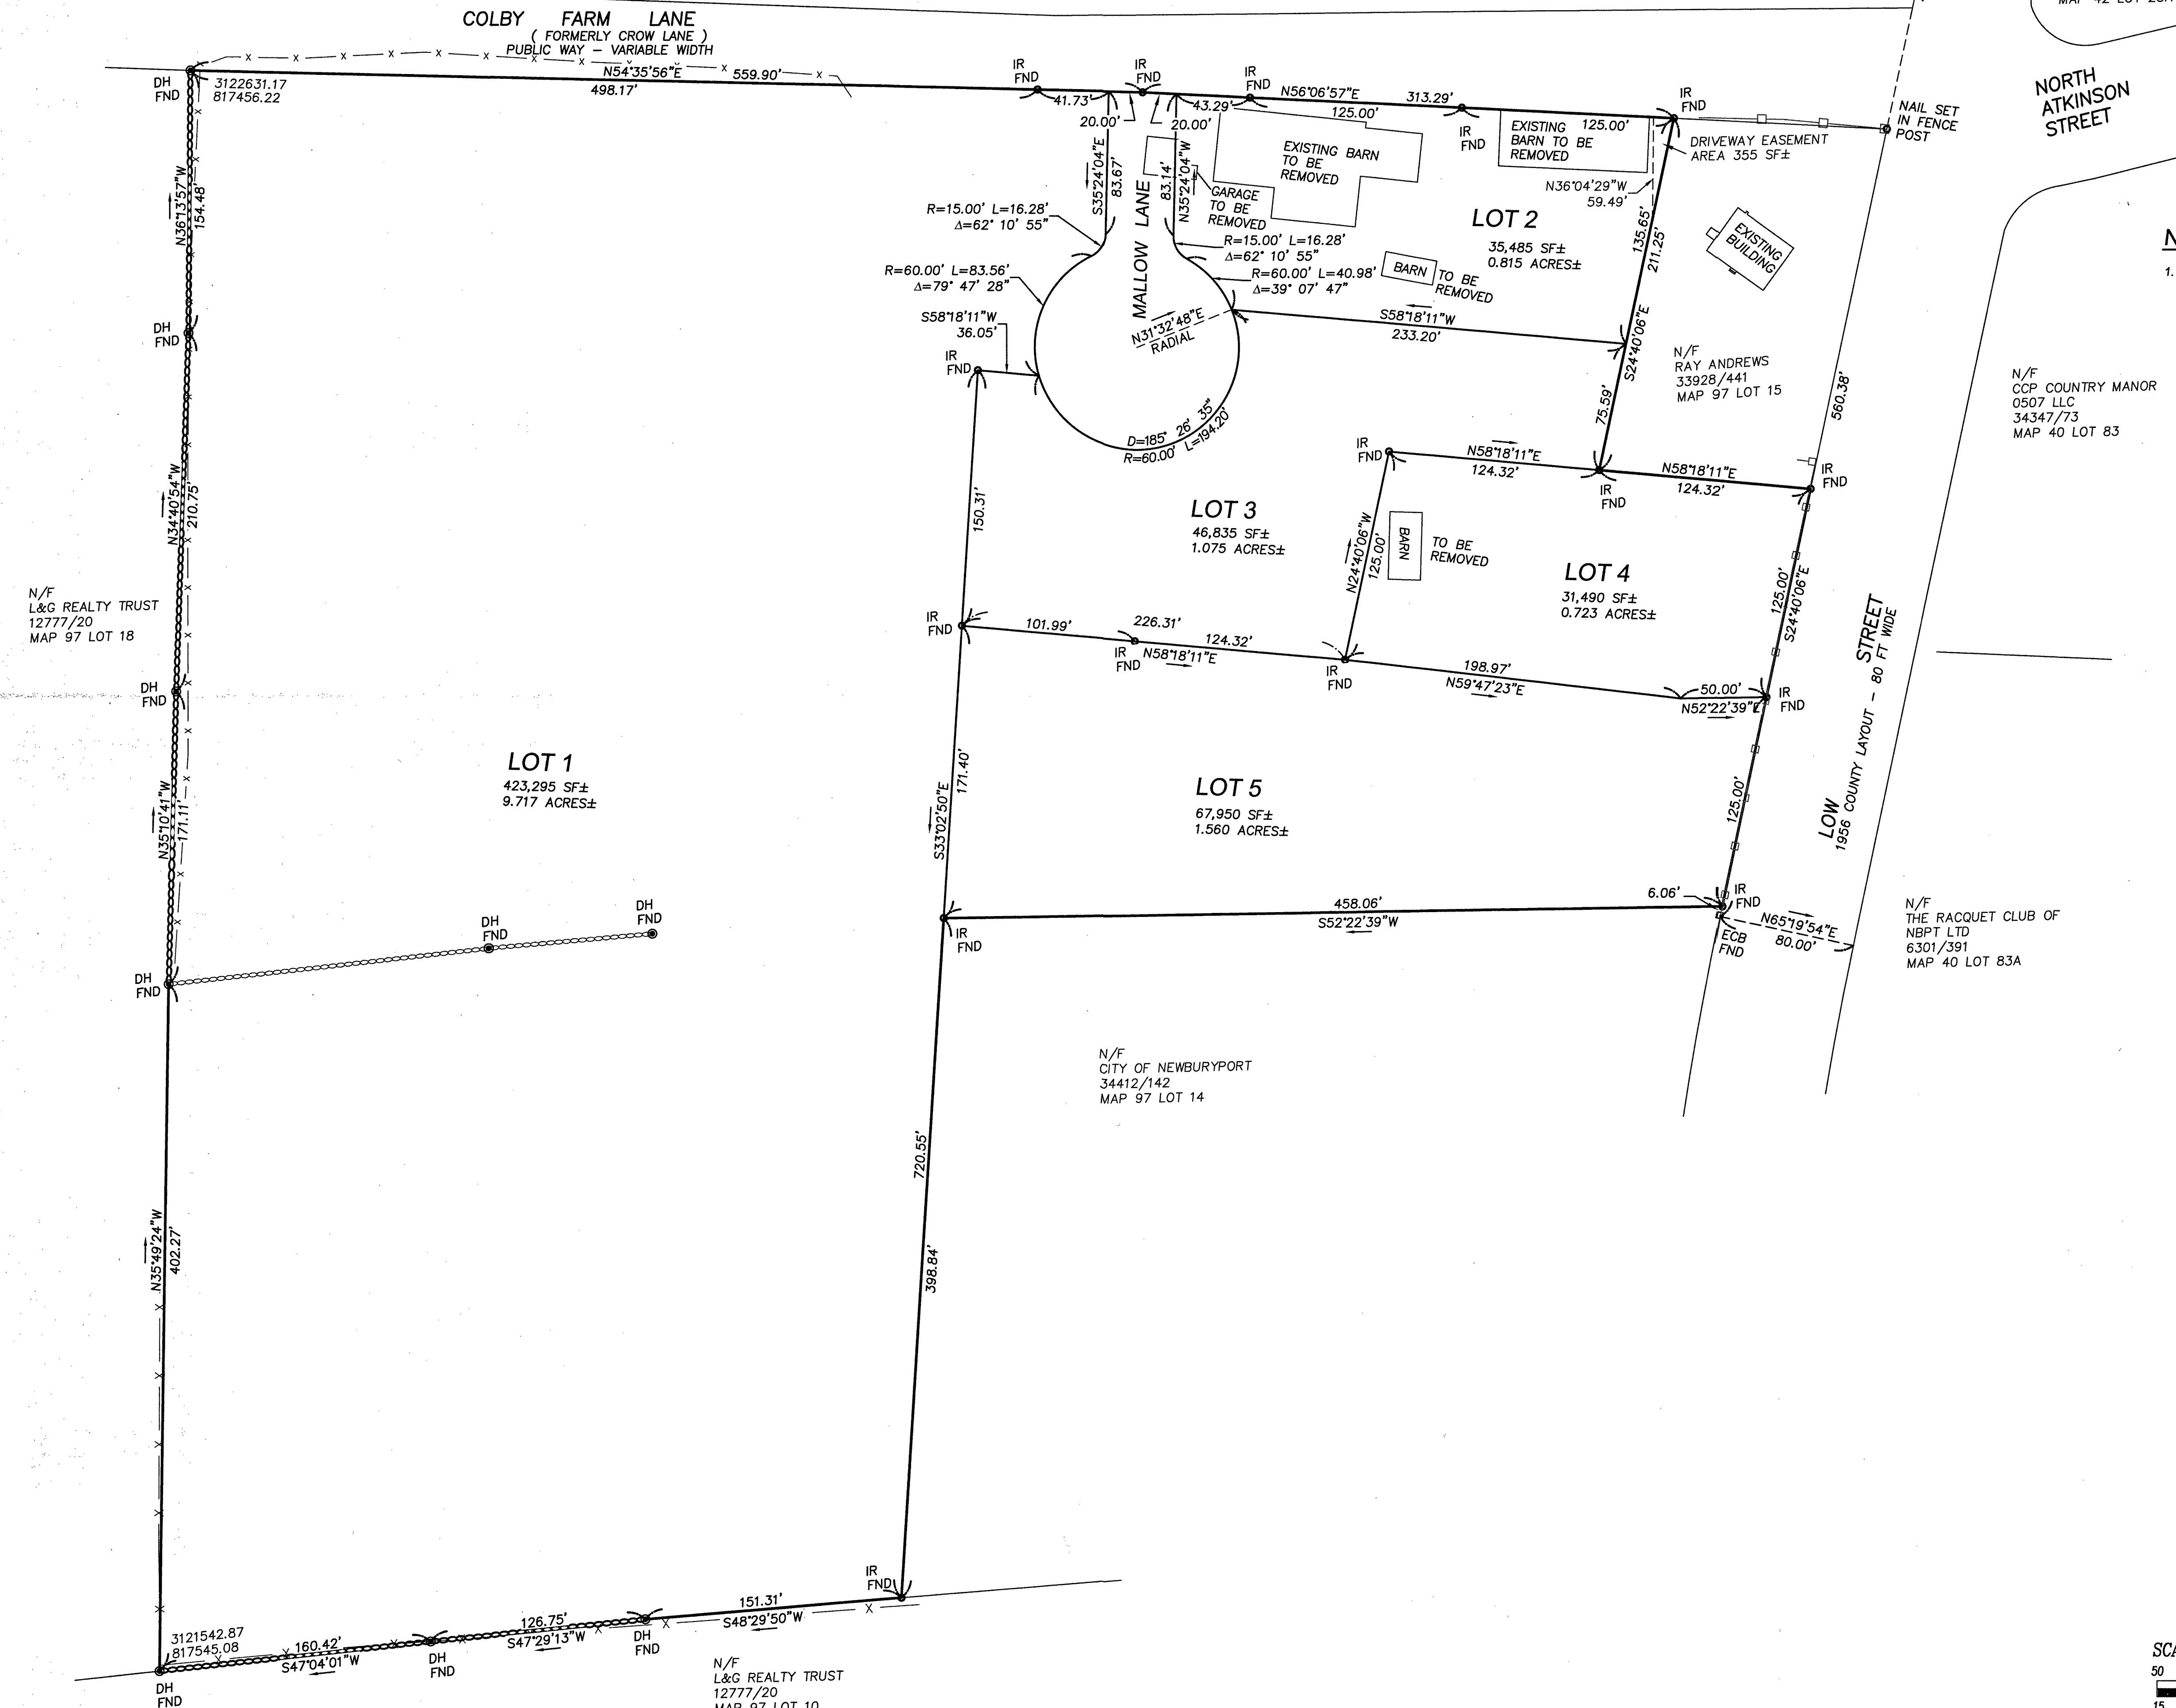 COLBY FARM LANE
( FORMERLY CROW LANE )
PUBLIC WAY – VARIABLE WIDTH
N54°35'56"E 559.90'
498.17'
DH
FND
3122631.17
817456.22
IR
FND
41.73'
IR
FND
20.00'
20.00'
IR
FND
43.29'
N56°06'57"E 313.29'
125.00'
IR
FND
125.00'
IR
FND
NAIL SET
IN FENCE
POST
NORTH
ATKINSON
STREET
DRIVEWAY EASEMENT
AREA 355 SF±
N36°04'29"W
59.49'
EXISTING
BARN TO BE
REMOVED
EXISTING BARN
TO BE
REMOVED
GARAGE
TO BE
REMOVED
S35°24'04"E
83.67'
MALLOW LANE
83.14'
N35°24'04"W
R=15.00' L=16.28'
Δ=62° 10' 55"
R=15.00' L=16.28'
Δ=62° 10' 55"
R=60.00' L=83.56'
Δ=79° 47' 28"
R=60.00' L=40.98'
Δ=39° 07' 47"
LOT 2
35,485 SF±
0.815 ACRES±
BARN TO BE
REMOVED
EXISTING
BUILDING
135.65'
211.25'
S24°40'06"E
75.59'
S58°18'11"W
36.05'
IR
FND
N31°32'48"E
RADIAL
S58°18'11"W
233.20'
D=185° 26' 35"
R=60.00' L=194.20'
N/F
RAY ANDREWS
33928/441
MAP 97 LOT 15
560.38'
N/F
CCP COUNTRY MANOR
0507 LLC
34347/73
MAP 40 LOT 83
1.
N36°13'57"W
154.48'
DH
FND
N34°40'54"W
210.75'
N/F
L&G REALTY TRUST
12777/20
MAP 97 LOT 18
DH
FND
N35°10'41"W
171.11'
150.31'
IR
FND
N58°18'11"E
124.32'
IR
FND
N58°18'11"E
124.32'
IR
FND
LOT 3
46,835 SF±
1.075 ACRES±
N24°40'06"W
125.00'
BARN
TO BE
REMOVED
LOT 4
31,490 SF±
0.723 ACRES±
125.00'
S24°40'06"E
IR
FND
101.99'
226.31'
IR
FND
124.32'
N58°18'11"E
IR
FND
198.97'
N59°47'23"E
50.00'
N52°22'39"E
IR
FND
LOW STREET
1956 COUNTY LAYOUT – 80 FT WIDE
LOT 1
423,295 SF±
9.717 ACRES±
S33°02'50"E
171.40'
LOT 5
67,950 SF±
1.560 ACRES±
125.00'
DH
FND
DH
FND
DH
FND
IR
FND
458.06'
S52°22'39"W
6.06'
IR
FND
ECB
FND
N65°19'54"E
80.00'
N/F
THE RACQUET CLUB OF
NBPT LTD
6301/391
MAP 40 LOT 83A
N/F
CITY OF NEWBURYPORT
34412/142
MAP 97 LOT 14
720.55'
398.84'
N35°49'24"W
402.27'
3121542.87
817545.08
DH
FND
160.42'
S47°04'01"W
DH
FND
126.75'
S47°29'13"W
DH
FND
151.31'
S48°29'50"W
IR
FND
N/F
L&G REALTY TRUST
12777/20
MAP 97 LOT 10
50
15